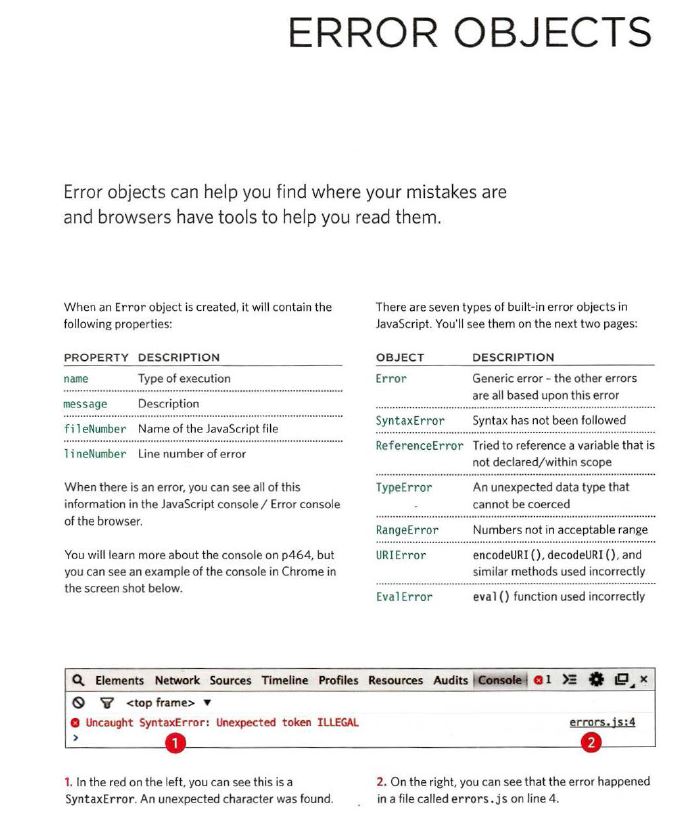 ERROR OBJECTS
Error objects can help you find where your mistakes are
and browsers have tools to help you read them.
When an Error object is created, it will contain the
following properties:
PROPERTY DESCRIPTION
name Type of execution
message Description
fileNumber Name of the JavaScript file
lineNumber Line number of error
When there is an error, you can see all of this
information in the JavaScript console / Error console
of the browser.
You will learn more about the console on p464, but
you can see an example of the console in Chrome in
the screen shot below.
There are seven types of built-in error objects in
JavaScript. You'll see them on the next two pages:
OBJECT DESCRIPTION
Error Generic error – the other errors
are all based upon this error
SyntaxError Syntax has not been followed
ReferenceError Tried to reference a variable that is
not declared/within scope
TypeError An unexpected data type that
cannot be coerced
RangeError Numbers not in acceptable range
URIError encodeURI(), decodeURI(), and
similar methods used incorrectly
EvalError eval() function used incorrectly
Elements Network Sources Timeline Profiles Resources Audits Console 1
<top frame> ▼
Uncaught SyntaxError: Unexpected token ILLEGAL errors.js:4
>
1 2
1. In the red on the left, you can see this is a
SyntaxError. An unexpected character was found.
2. On the right, you can see that the error happened
in a file called errors.js on line 4.